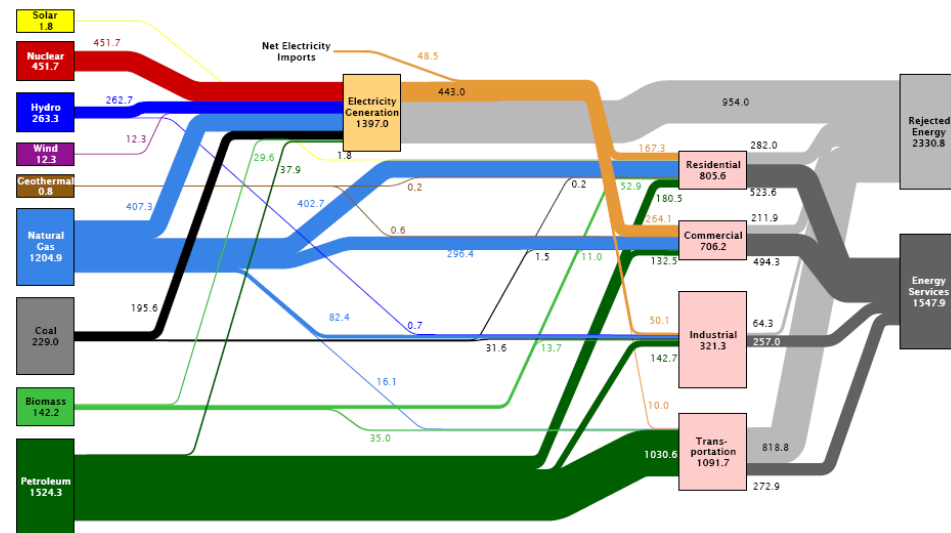 Solar
1.8
Nuclear
451.7
Hydro
263.3
Wind
12.3
Geothermal
0.8
Natural
Gas
1204.9
Coal
229.0
Biomass
142.2
Petroleum
1524.3
451.7
262.7
12.3
407.3
195.6
29.6
37.9
Net Electricity
Imports
48.5
Electricity
Generation
1397.0
443.0
954.0
1.8
0.2
402.7
0.6
296.4
82.4
0.7
16.1
35.0
31.6
1.5
0.2
13.7
11.0
52.9
167.3
180.5
264.1
132.5
50.1
142.7
10.0
1030.6
Residential
805.6
Commercial
706.2
Industrial
321.3
Trans-
portation
1091.7
282.0
523.6
211.9
494.3
64.3
257.0
818.8
272.9
Rejected
Energy
2330.8
Energy
Services
1547.9